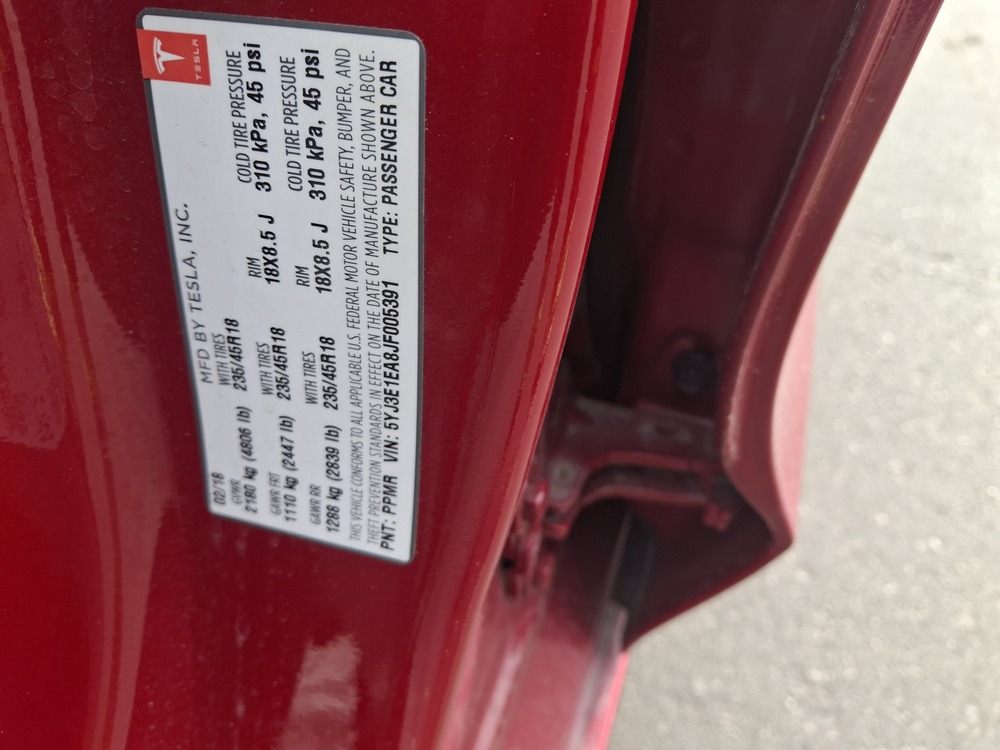 TESLA
MFD BY TESLA, INC.
02/18
GVWR
2180 kg (4806 lb)
WITH TIRES
235/45R18
COLD TIRE PRESSURE
310 kPa, 45 psi
GAWR FRT
1110 kg (2447 lb)
WITH TIRES
235/45R18
RIM
18X8.5 J
COLD TIRE PRESSURE
310 kPa, 45 psi
GAWR RR
1288 kg (2839 lb)
WITH TIRES
235/45R18
RIM
18X8.5 J
THIS VEHICLE CONFORMS TO ALL APPLICABLE U.S. FEDERAL MOTOR VEHICLE SAFETY, BUMPER, AND
THEFT PREVENTION STANDARDS IN EFFECT ON THE DATE OF MANUFACTURE SHOWN ABOVE.
PNT: PPMR VIN: 5YJ3E1EA8JF005391 TYPE: PASSENGER CAR